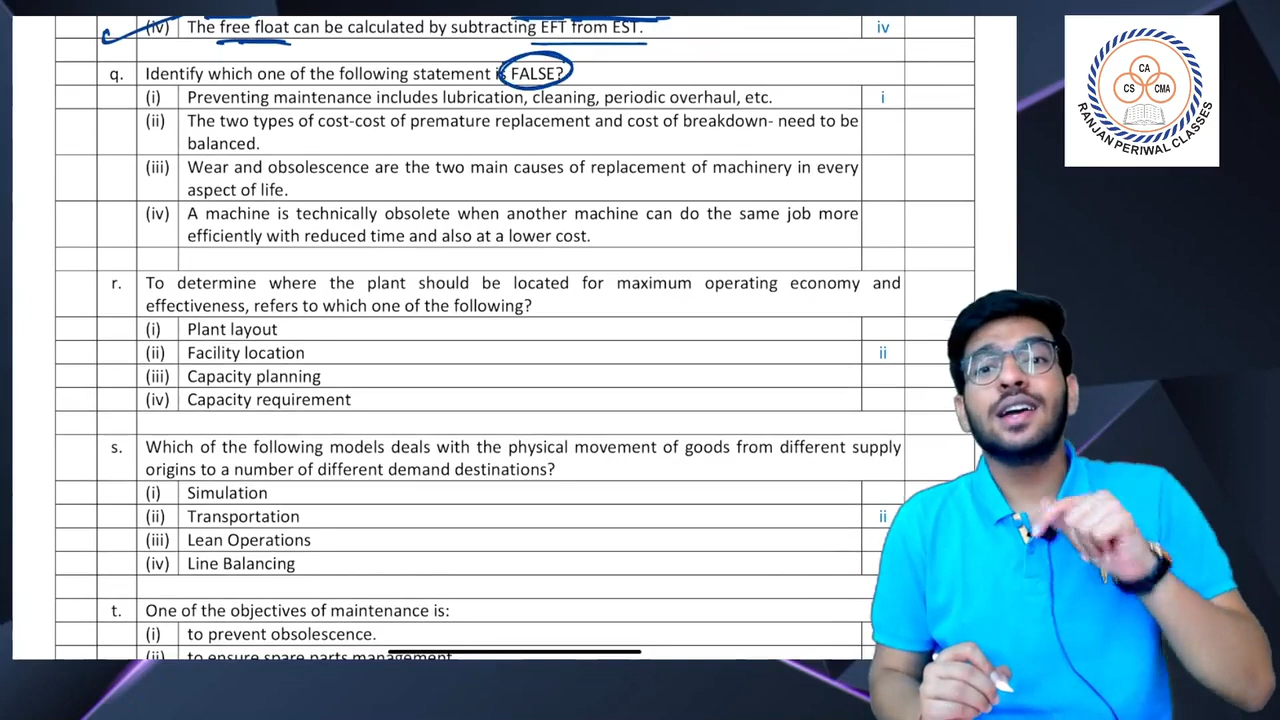 (iv) The free float can be calculated by subtracting EFT from EST. iv
q. Identify which one of the following statement is FALSE?
(i) Preventing maintenance includes lubrication, cleaning, periodic overhaul, etc. i
(ii) The two types of cost-cost of premature replacement and cost of breakdown- need to be
balanced.
(iii) Wear and obsolescence are the two main causes of replacement of machinery in every
aspect of life.
(iv) A machine is technically obsolete when another machine can do the same job more
efficiently with reduced time and also at a lower cost.
r. To determine where the plant should be located for maximum operating economy and
effectiveness, refers to which one of the following?
(i) Plant layout
(ii) Facility location ii
(iii) Capacity planning
(iv) Capacity requirement
s. Which of the following models deals with the physical movement of goods from different supply
origins to a number of different demand destinations?
(i) Simulation
(ii) Transportation ii
(iii) Lean Operations
(iv) Line Balancing
t. One of the objectives of maintenance is:
(i) to prevent obsolescence.
(ii) to ensure spare parts management
CA
CS CMA
RANJAN PERIWAL CLASSES